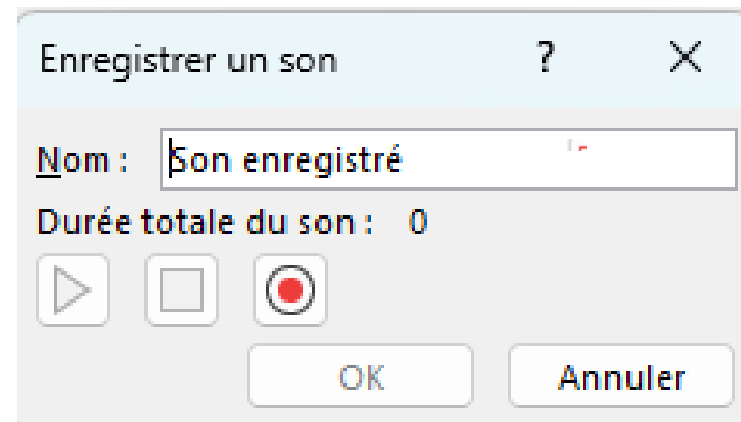 Enregistrer un son ?
Nom : Son enregistré
Durée totale du son : 0
OK Annuler